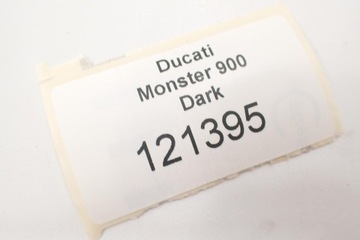 Ducati
Monster 900
Dark
121395